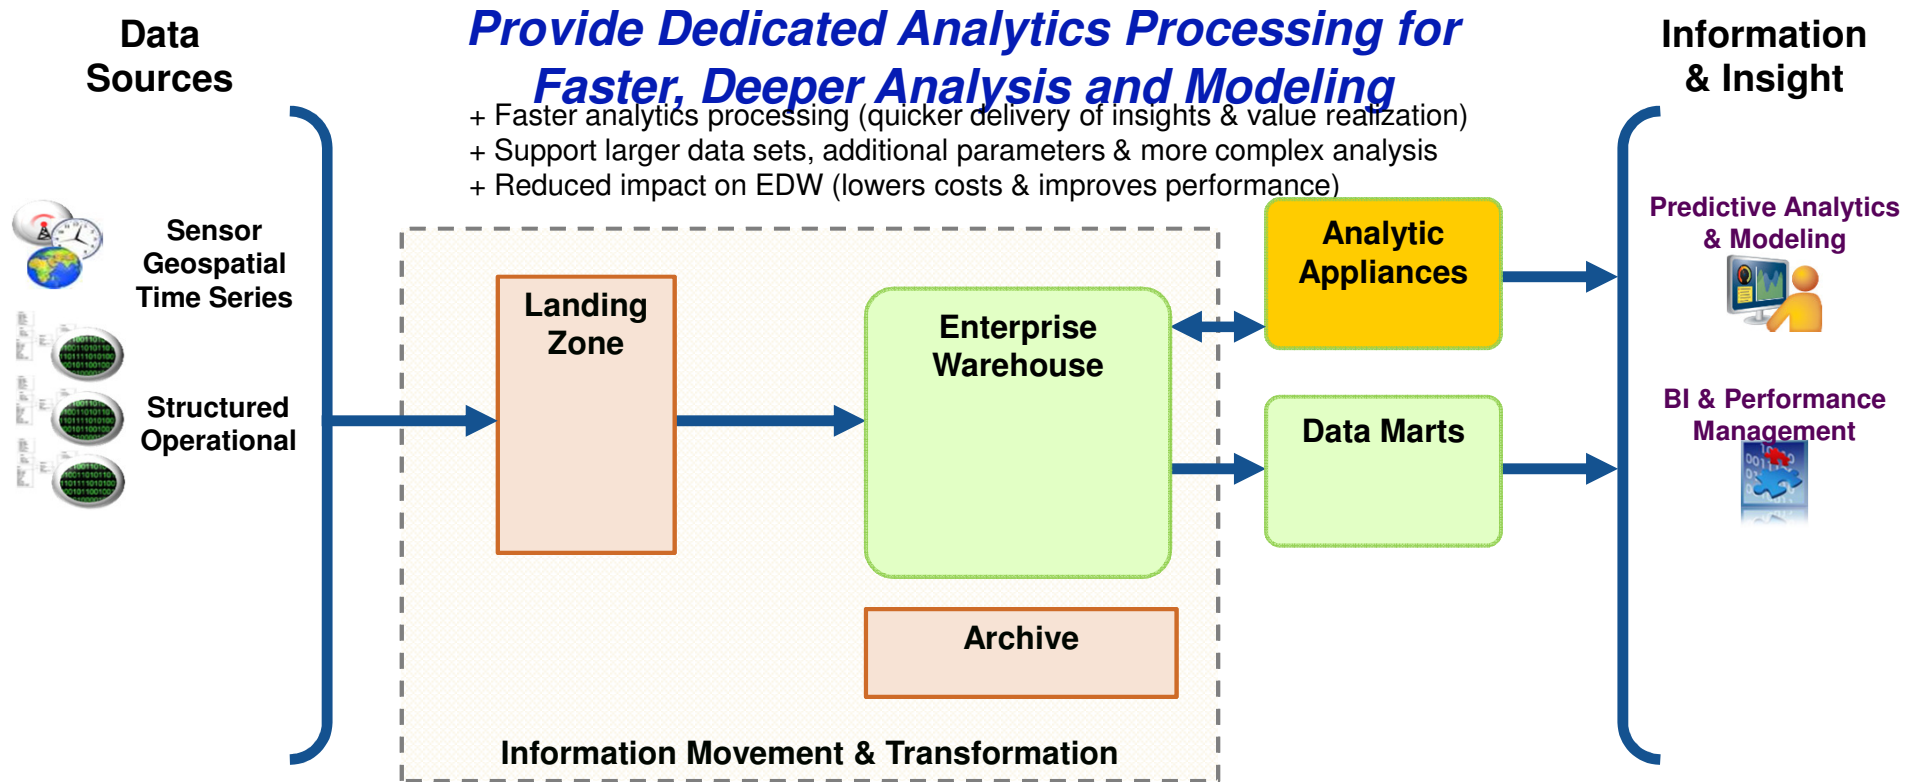 Data
Sources
Provide Dedicated Analytics Processing for
Faster, Deeper Analysis and Modeling
+ Faster analytics processing (quicker delivery of insights & value realization)
+ Support larger data sets, additional parameters & more complex analysis
+ Reduced impact on EDW (lowers costs & improves performance)
Information
& Insight
Sensor
Geospatial
Time Series
Structured
Operational
Landing
Zone
Enterprise
Warehouse
Archive
Information Movement & Transformation
Analytic
Appliances
Data Marts
Predictive Analytics
& Modeling
BI & Performance
Management